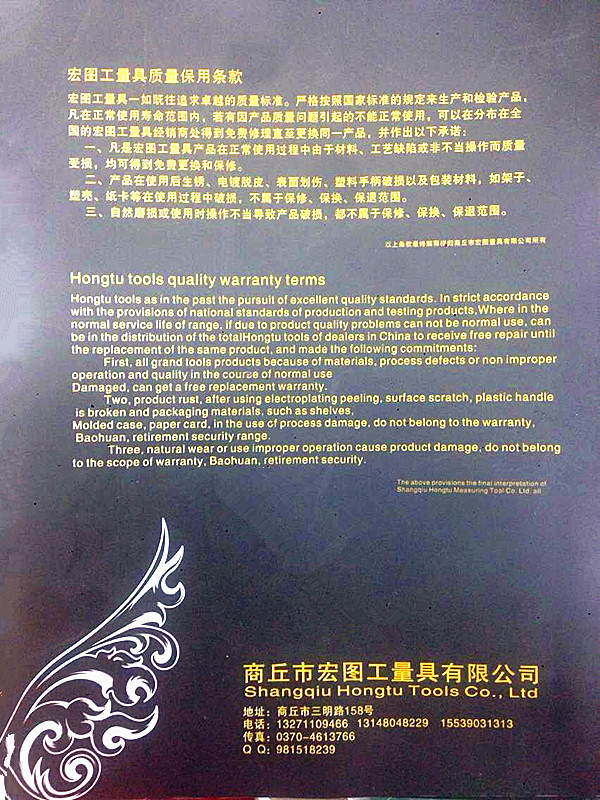 宏图工量具质量保用条款
宏图工量具一如既往追求卓越的质量标准。严格按照国家标准的规定来生产和检验产品,
凡在正常使用寿命范围内，若有因产品质量问题引起的不能正常使用，可以在分布在全
国的宏图工量具经销商处得到免费修理直至更换同一产品，并作出以下承诺:
一、凡是宏图工量具产品在正常使用过程中由于材料、工艺缺陷或非不当操作而质量
受损，均可得到免费更换和保修。
二、产品在使用后生锈、电镀脱皮、表面划伤、塑料手柄破损以及包装材料，如架子、
塑壳、纸卡等在使用过程中破损，不属于保修、保换、保退范围。
三、自然磨损或使用时操作不当导致产品破损，都不属于保修、保换、保退范围。
以上条款最终解释权归商丘市宏图量具有限公司所有
Hongtu tools quality warranty terms
Hongtu tools as in the past the pursuit of excellent quality standards. In strict accordance
with the provisions of national standards of production and testing products,Where in the
normal service life of range, if due to product quality problems can not be normal use, can
be in the distribution of the totalHongtu tools of dealers in China to receive free repair until
the replacement of the same product, and made the following commitments:
First, all grand tools products because of materials, process defects or non improper
operation and quality in the course of normal use
Damaged, can get a free replacement warranty.
Two, product rust, after using electroplating peeling, surface scratch, plastic handle
is broken and packaging materials, such as shelves,
Molded case, paper card, in the use of process damage, do not belong to the warranty,
Baohuan, retirement security range.
Three, natural wear or use improper operation cause product damage, do not belong
to the scope of warranty, Baohuan, retirement security.
The above provisions the final interpretation of
Shangqiu Hongtu Measuring Tool Co. Ltd. all
商丘市宏图工量具有限公司
Shangqiu Hongtu Tools Co., Ltd
地址: 商丘市三明路158号
电话: 13271109466 13148048229 15539031313
传真: 0370-4613766
Q Q: 981518239